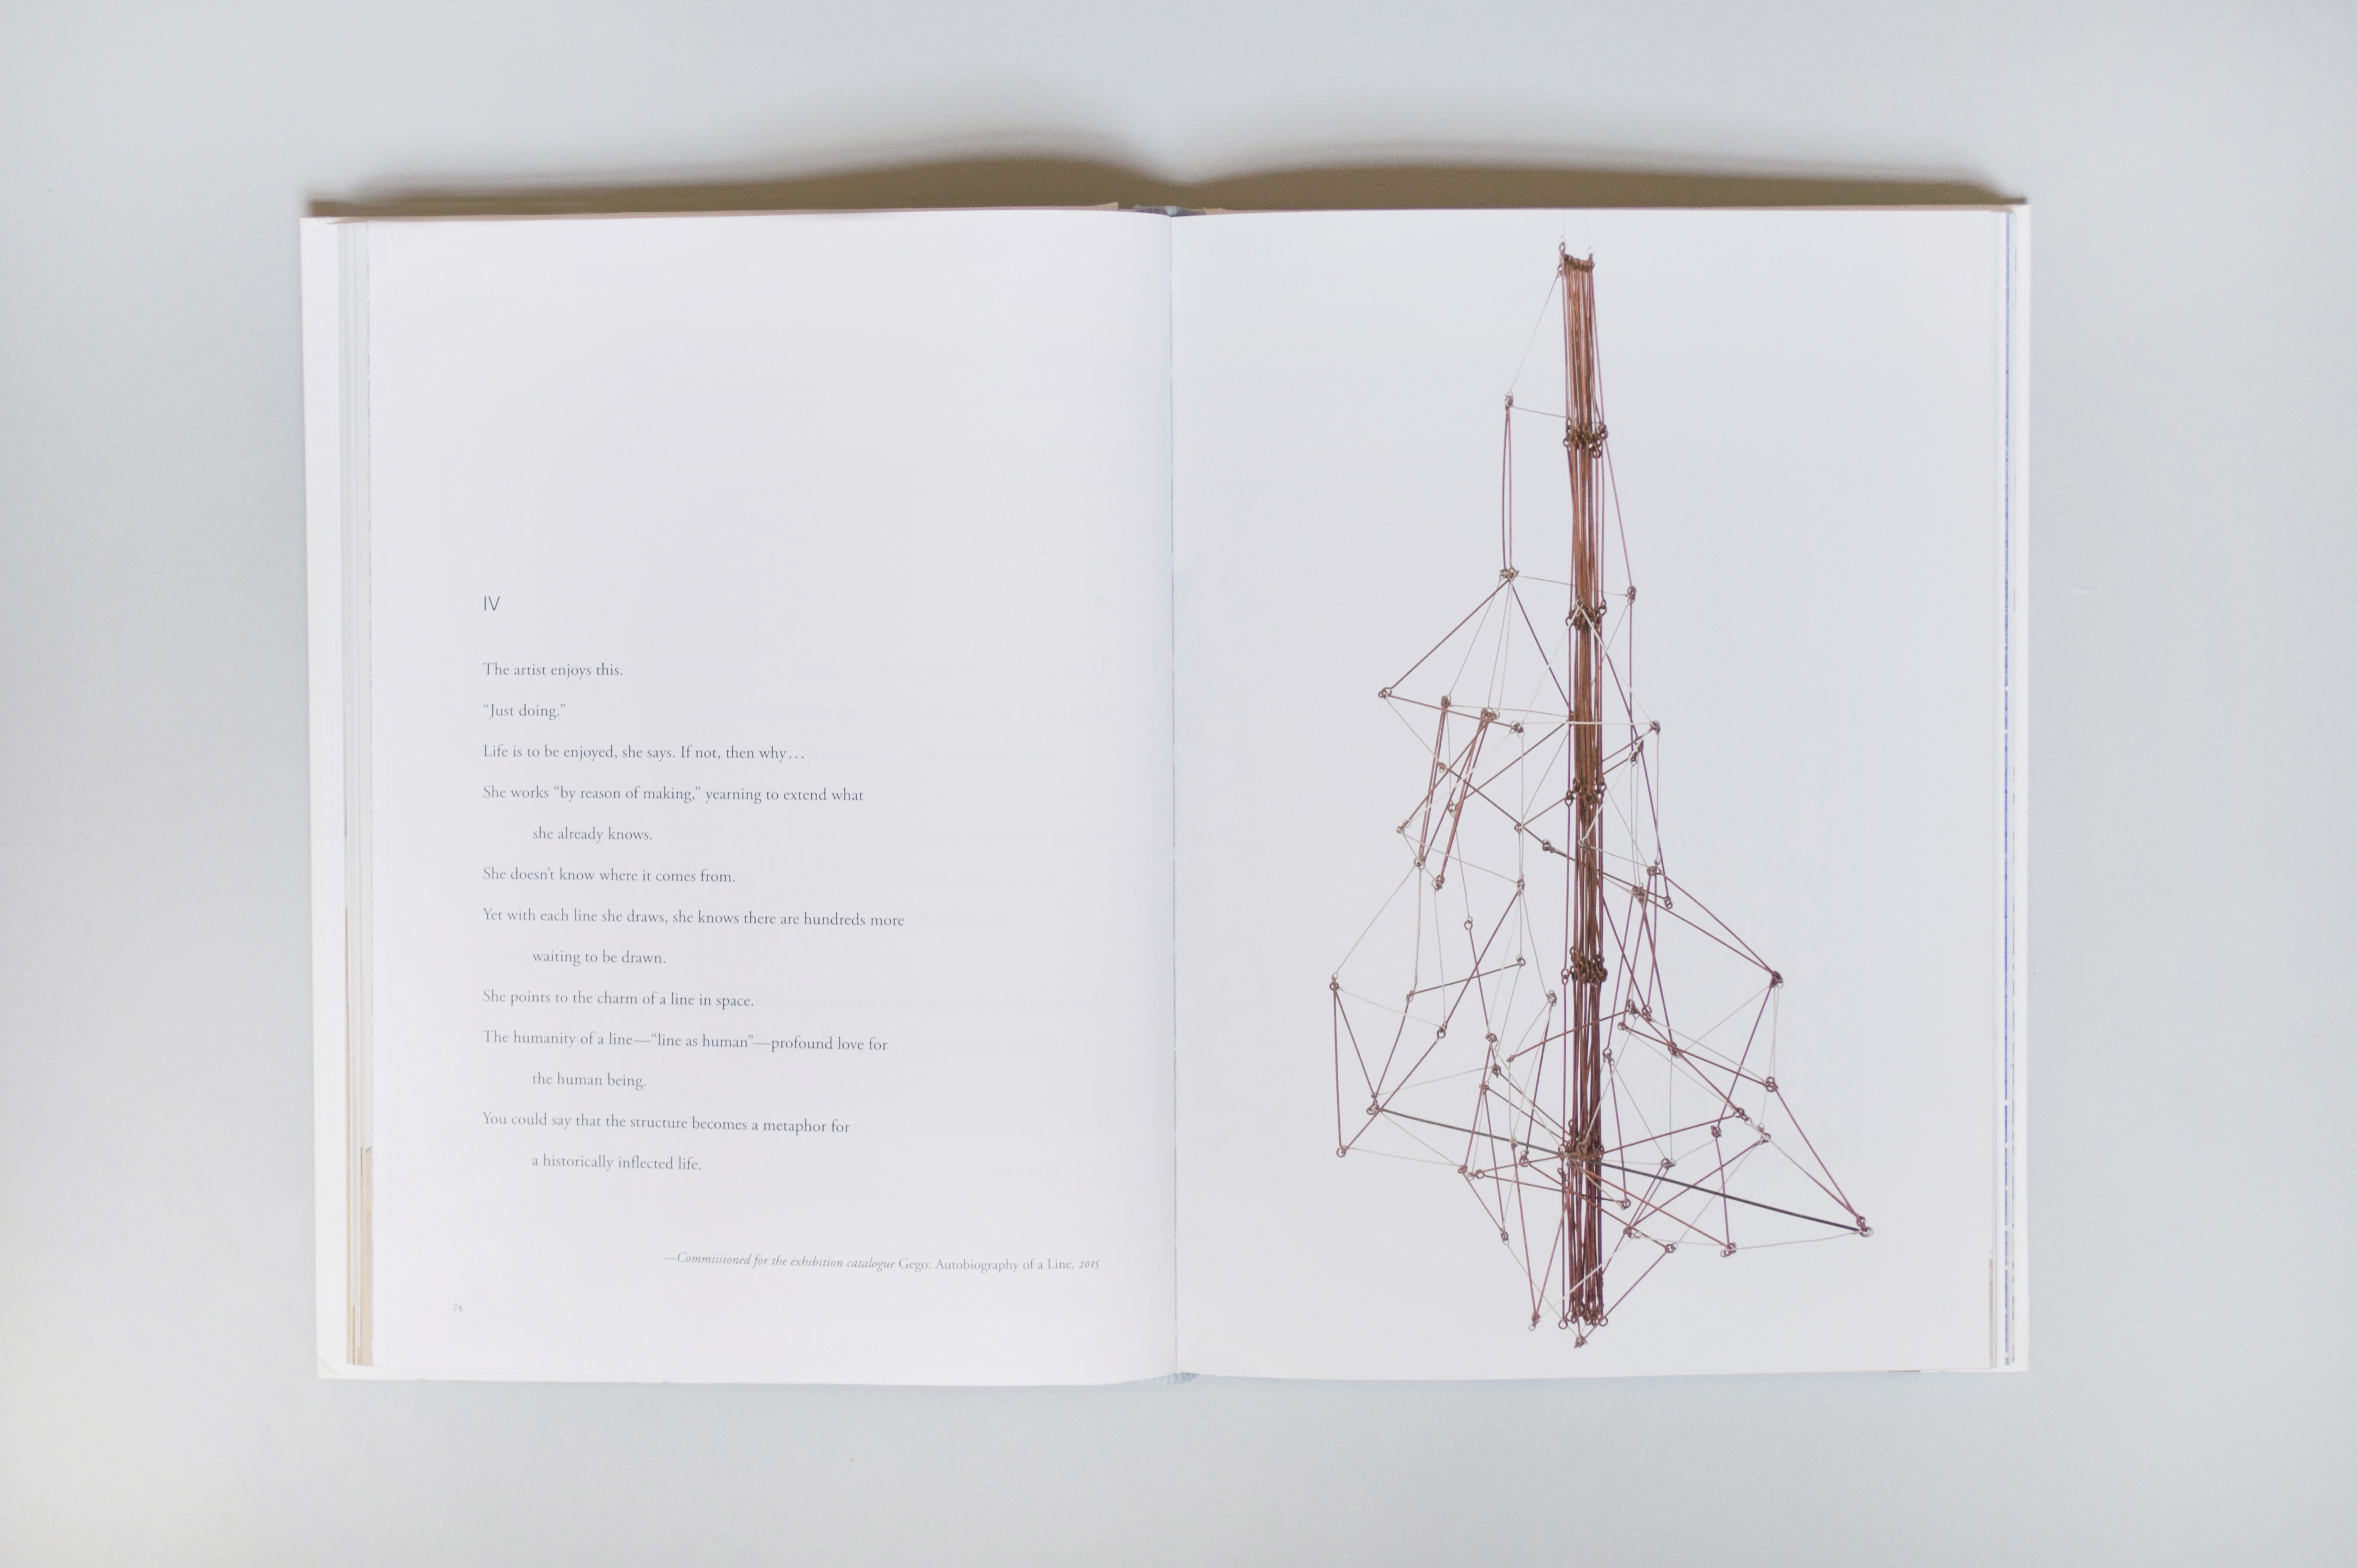 IV
The artist enjoys this.
“Just doing.”
Life is to be enjoyed, she says. If not, then why…
She works “by reason of making,” yearning to extend what
she already knows.
She doesn’t know where it comes from.
Yet with each line she draws, she knows there are hundreds more
waiting to be drawn.
She points to the charm of a line in space.
The humanity of a line—“line as human”—profound love for
the human being.
You could say that the structure becomes a metaphor for
a historically inflected life.
—Commissioned for the exhibition catalogue Gego: Autobiography of a Line, 2015
76